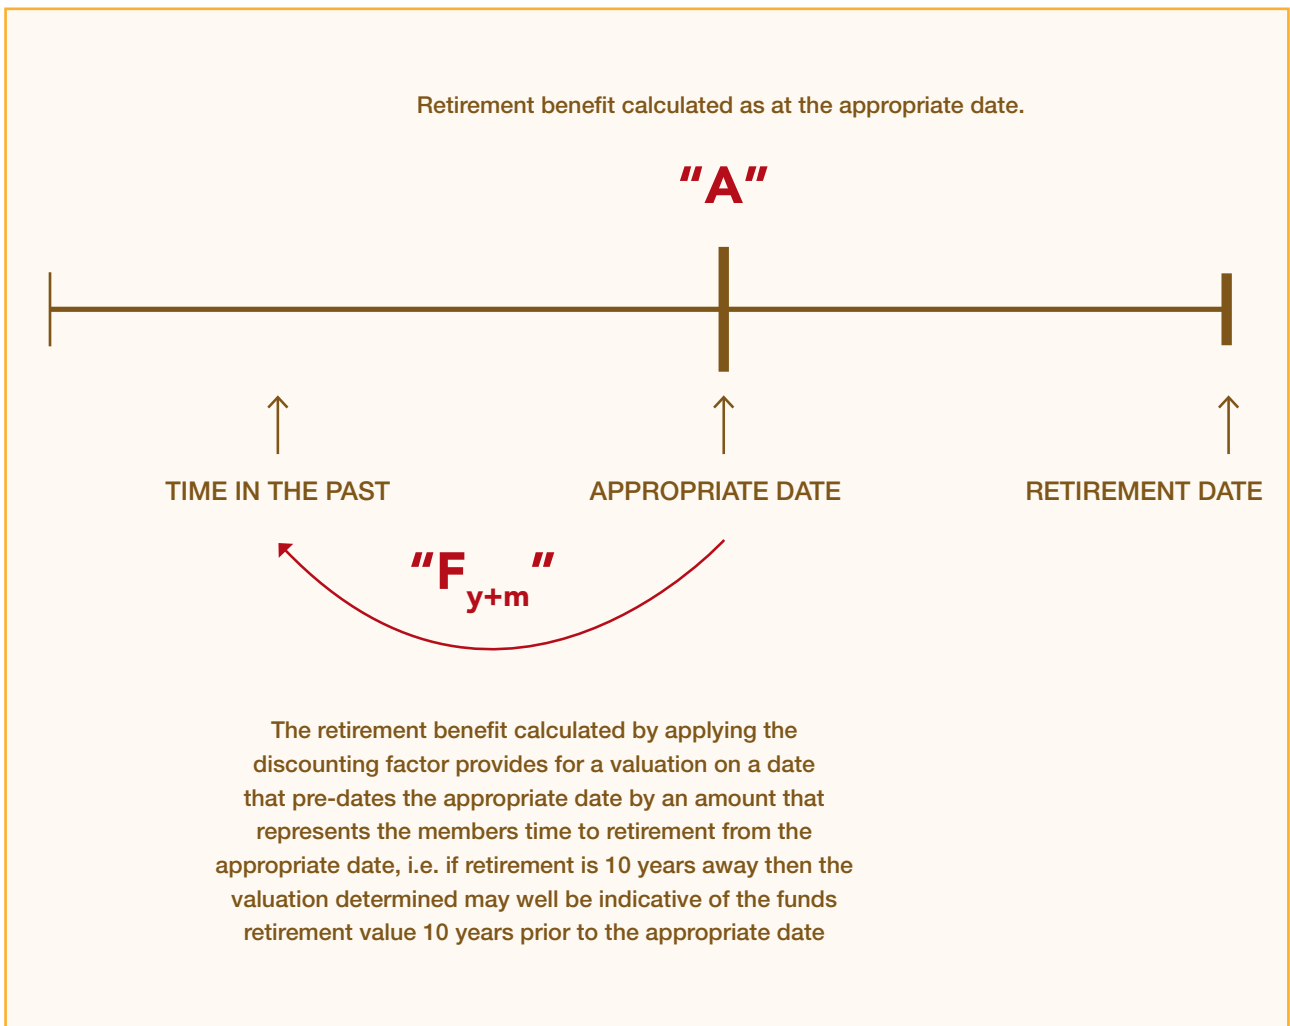 Retirement benefit calculated as at the appropriate date.
"A"
TIME IN THE PAST
APPROPRIATE DATE
RETIREMENT DATE
"F y+m"
The retirement benefit calculated by applying the
discounting factor provides for a valuation on a date
that pre-dates the appropriate date by an amount that
represents the members time to retirement from the
appropriate date, i.e. if retirement is 10 years away then the
valuation determined may well be indicative of the funds
retirement value 10 years prior to the appropriate date